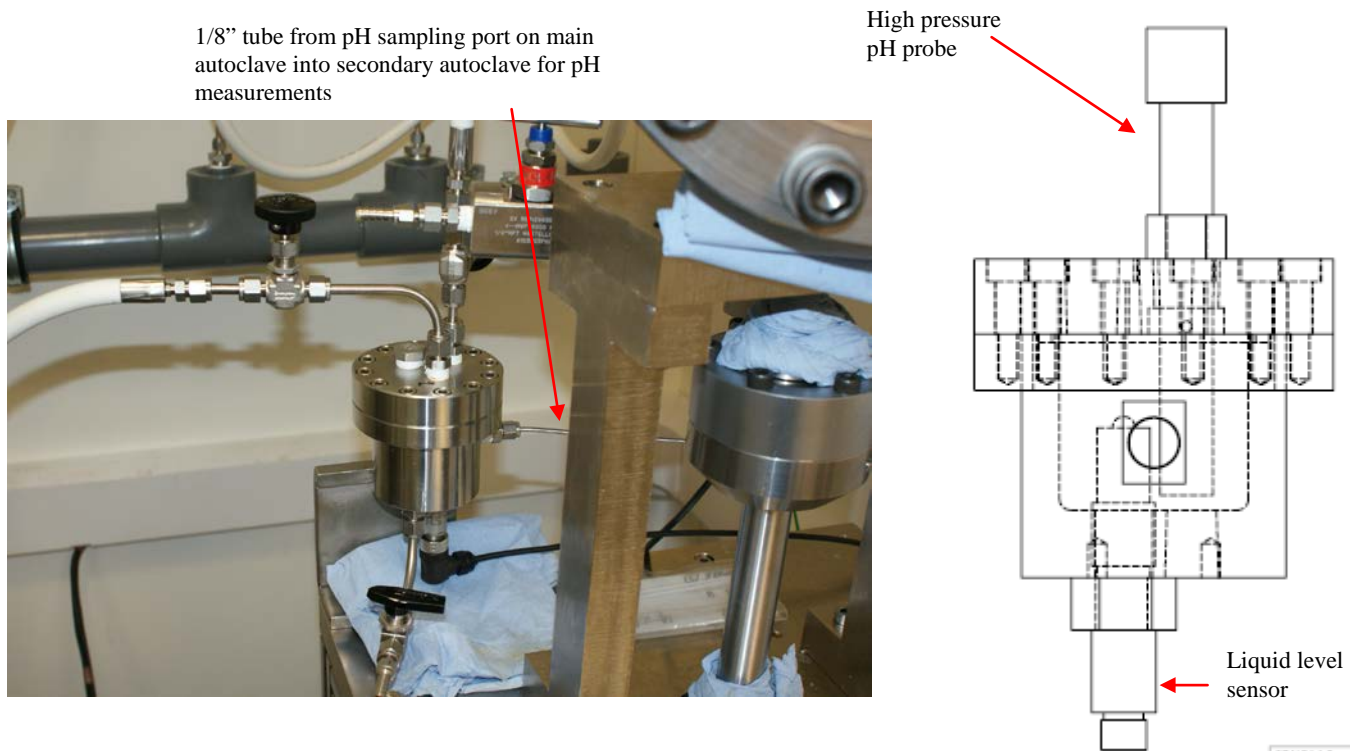 1/8” tube from pH sampling port on main
autoclave into secondary autoclave for pH
measurements
High pressure
pH probe
Liquid level
sensor